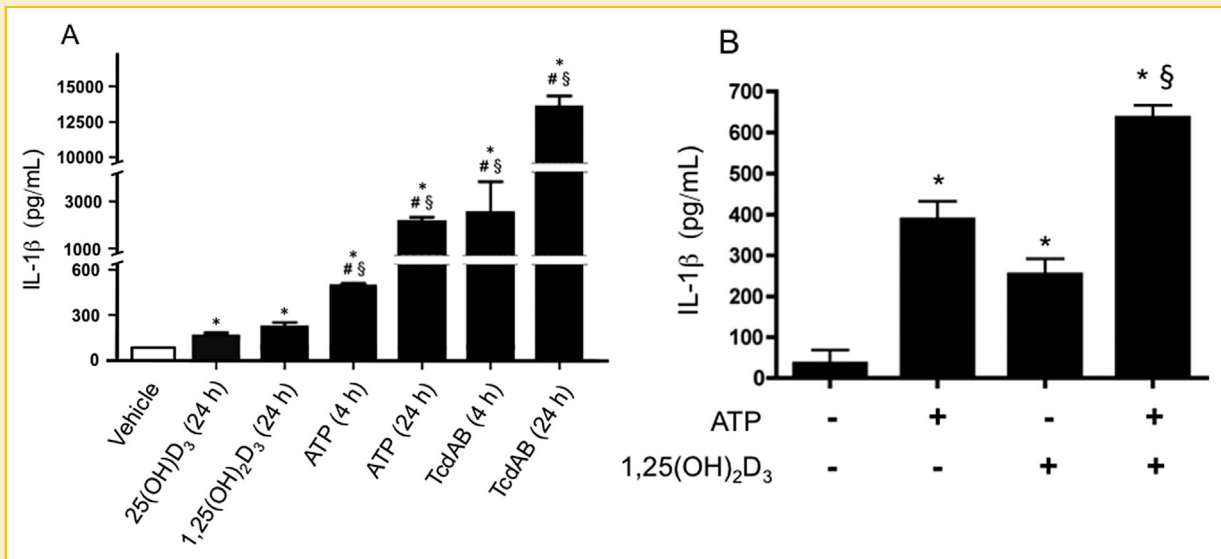 A
IL-1β (pg/mL)
15000
12500
10000
3000
1000
600
300
0
*
*
*
# §
*
# §
*
# §
*
# §
Vehicle
25(OH)D₃ (24 h)
1,25(OH)₂D₃ (24 h)
ATP (4 h)
ATP (24 h)
TcdAB (4 h)
TcdAB (24 h)
B
IL-1β (pg/mL)
700
600
500
400
300
200
100
0
*
*
* §
ATP - + - +
1,25(OH)₂D₃ - - + +